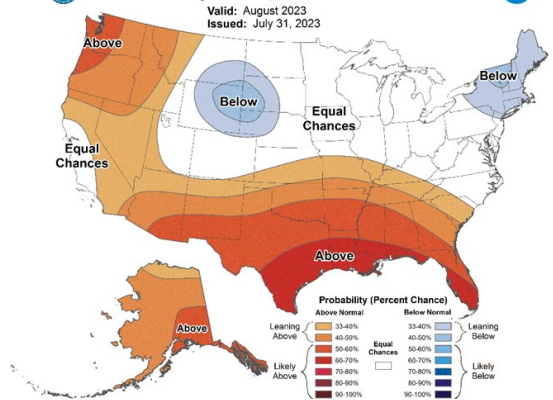 Valid: August 2023
Issued: July 31, 2023
Above
Below
Below
Equal
Chances
Equal
Chances
Above
Above
Probability (Percent Chance)
Above Normal
Below Normal
Leaning
Above
Likely
Above
33-40%
40-50%
50-60%
60-70%
70-80%
80-90%
90-100%
Equal
Chances
33-40%
40-50%
50-60%
60-70%
70-80%
80-90%
90-100%
Leaning
Below
Likely
Below